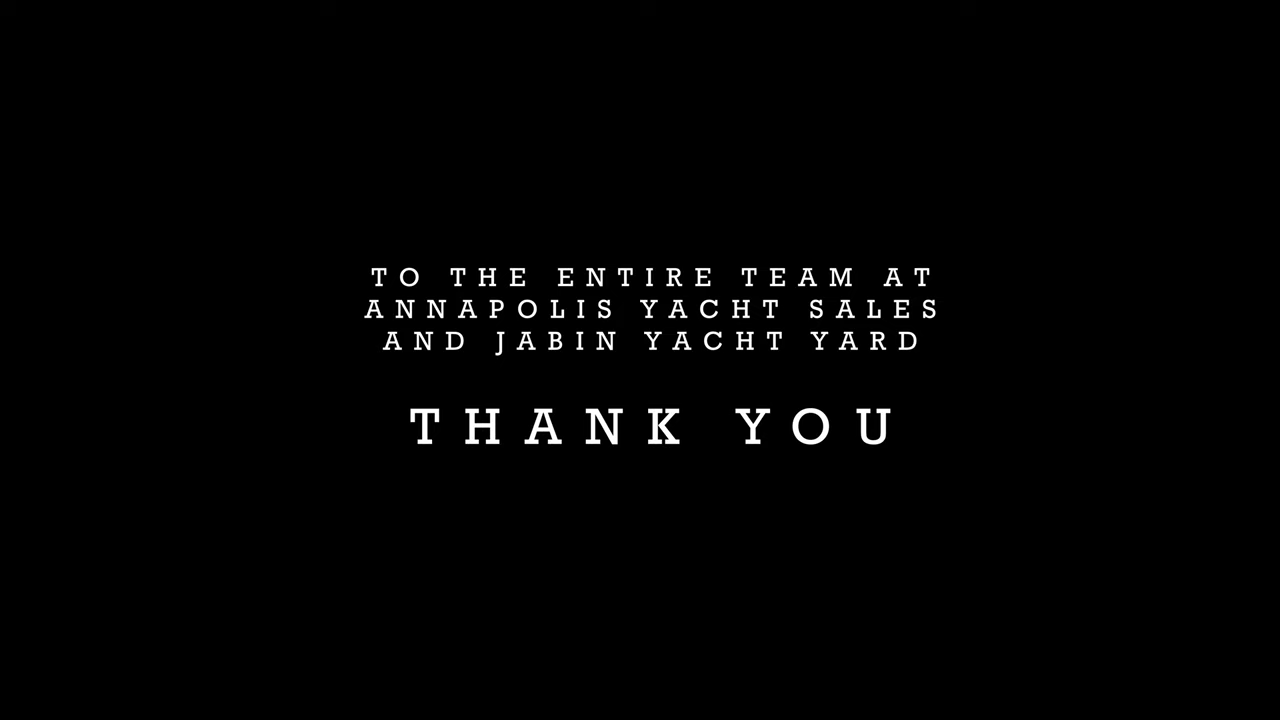 TO THE ENTIRE TEAM AT
ANNAPOLIS YACHT SALES
AND JABIN YACHT YARD
THANK YOU